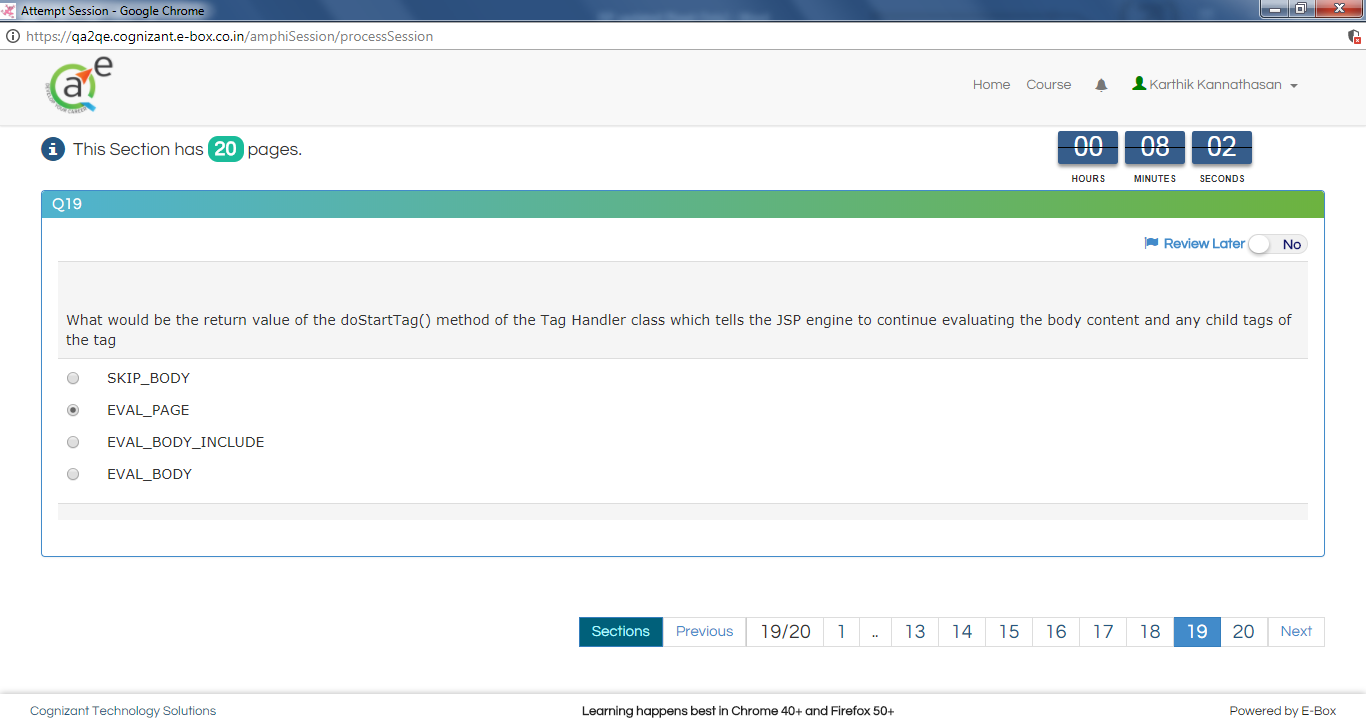 Attempt Session - Google Chrome
https://qa2qe.cognizant.e-box.co.in/amphiSession/processSession
a e
Home Course Karthik Kannathasan
This Section has 20 pages.
00 08 02
HOURS MINUTES SECONDS
Q19
Review Later No
What would be the return value of the doStartTag() method of the Tag Handler class which tells the JSP engine to continue evaluating the body content and any child tags of
the tag
SKIP_BODY
EVAL_PAGE
EVAL_BODY_INCLUDE
EVAL_BODY
Sections Previous 19/20 1 .. 13 14 15 16 17 18 19 20 Next
Cognizant Technology Solutions Learning happens best in Chrome 40+ and Firefox 50+ Powered by E-Box